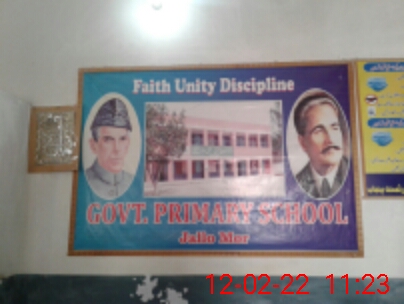 Faith Unity Discipline
GOVT. PRIMARY SCHOOL
Jallo Mor
12-02-22 11:23